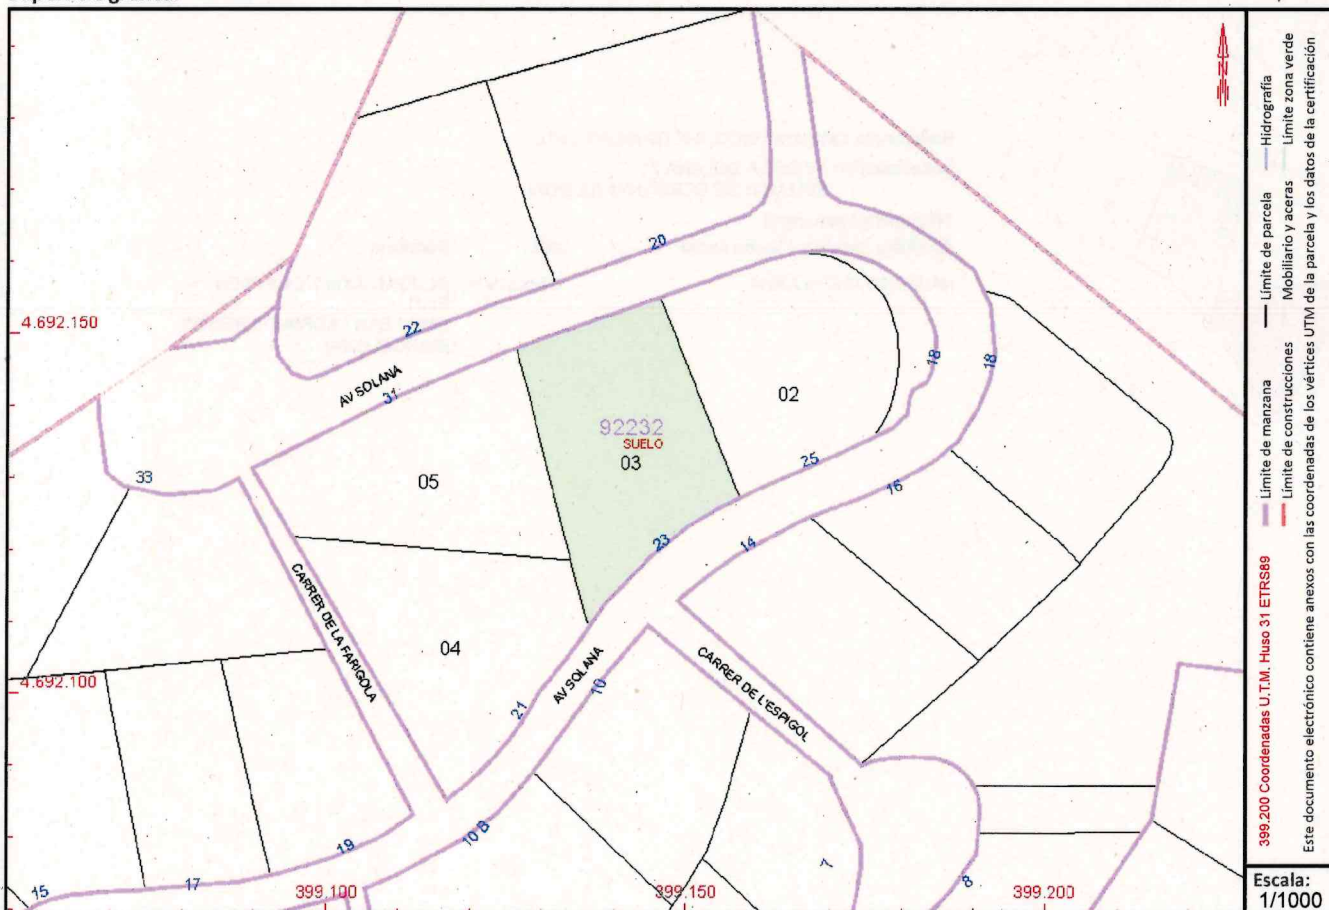 20
4.692.150
22
18
18
AV SOLANA
31
02
92232
SUELO
03
25
33
05
16
23
14
CARRER DE LA FARIGOLA
04
CARRER DE L'ESPIGOL
4.692.100
AV SOLANA
10
21
10 B
19
7
8
15
17
399.100
399.150
399.200
Límite de manzana
Límite de parcela
Hidrografía
Límite de construcciones
Mobiliario y aceras
Límite zona verde
399.200 Coordenadas U.T.M. Huso 31 ETRS89
Este documento electrónico contiene anexos con las coordenadas de los vértices UTM de la parcela y los datos de la certificación
Escala:
1/1000